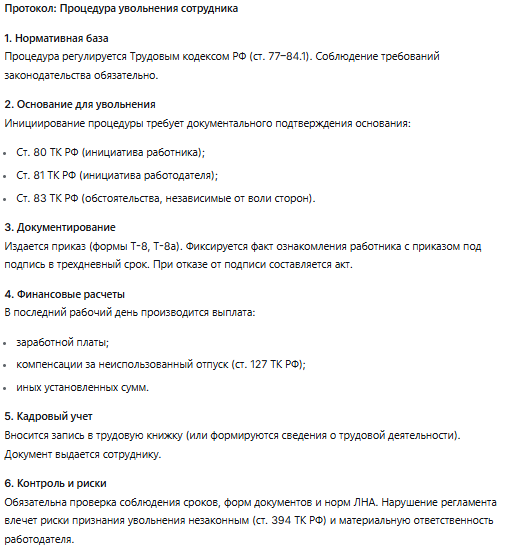 Протокол: Процедура увольнения сотрудника
1. Нормативная база
Процедура регулируется Трудовым кодексом РФ (ст. 77–84.1). Соблюдение требований
законодательства обязательно.
2. Основание для увольнения
Инициирование процедуры требует документального подтверждения основания:
• Ст. 80 ТК РФ (инициатива работника);
• Ст. 81 ТК РФ (инициатива работодателя);
• Ст. 83 ТК РФ (обстоятельства, независимые от воли сторон).
3. Документирование
Издается приказ (формы Т-8, Т-8а). Фиксируется факт ознакомления работника с приказом под
подпись в трехдневный срок. При отказе от подписи составляется акт.
4. Финансовые расчеты
В последний рабочий день производится выплата:
• заработной платы;
• компенсации за неиспользованный отпуск (ст. 127 ТК РФ);
• иных установленных сумм.
5. Кадровый учет
Вносится запись в трудовую книжку (или формируются сведения о трудовой деятельности).
Документ выдается сотруднику.
6. Контроль и риски
Обязательна проверка соблюдения сроков, форм документов и норм ЛНА. Нарушение регламента
влечет риски признания увольнения незаконным (ст. 394 ТК РФ) и материальную ответственность
работодателя.